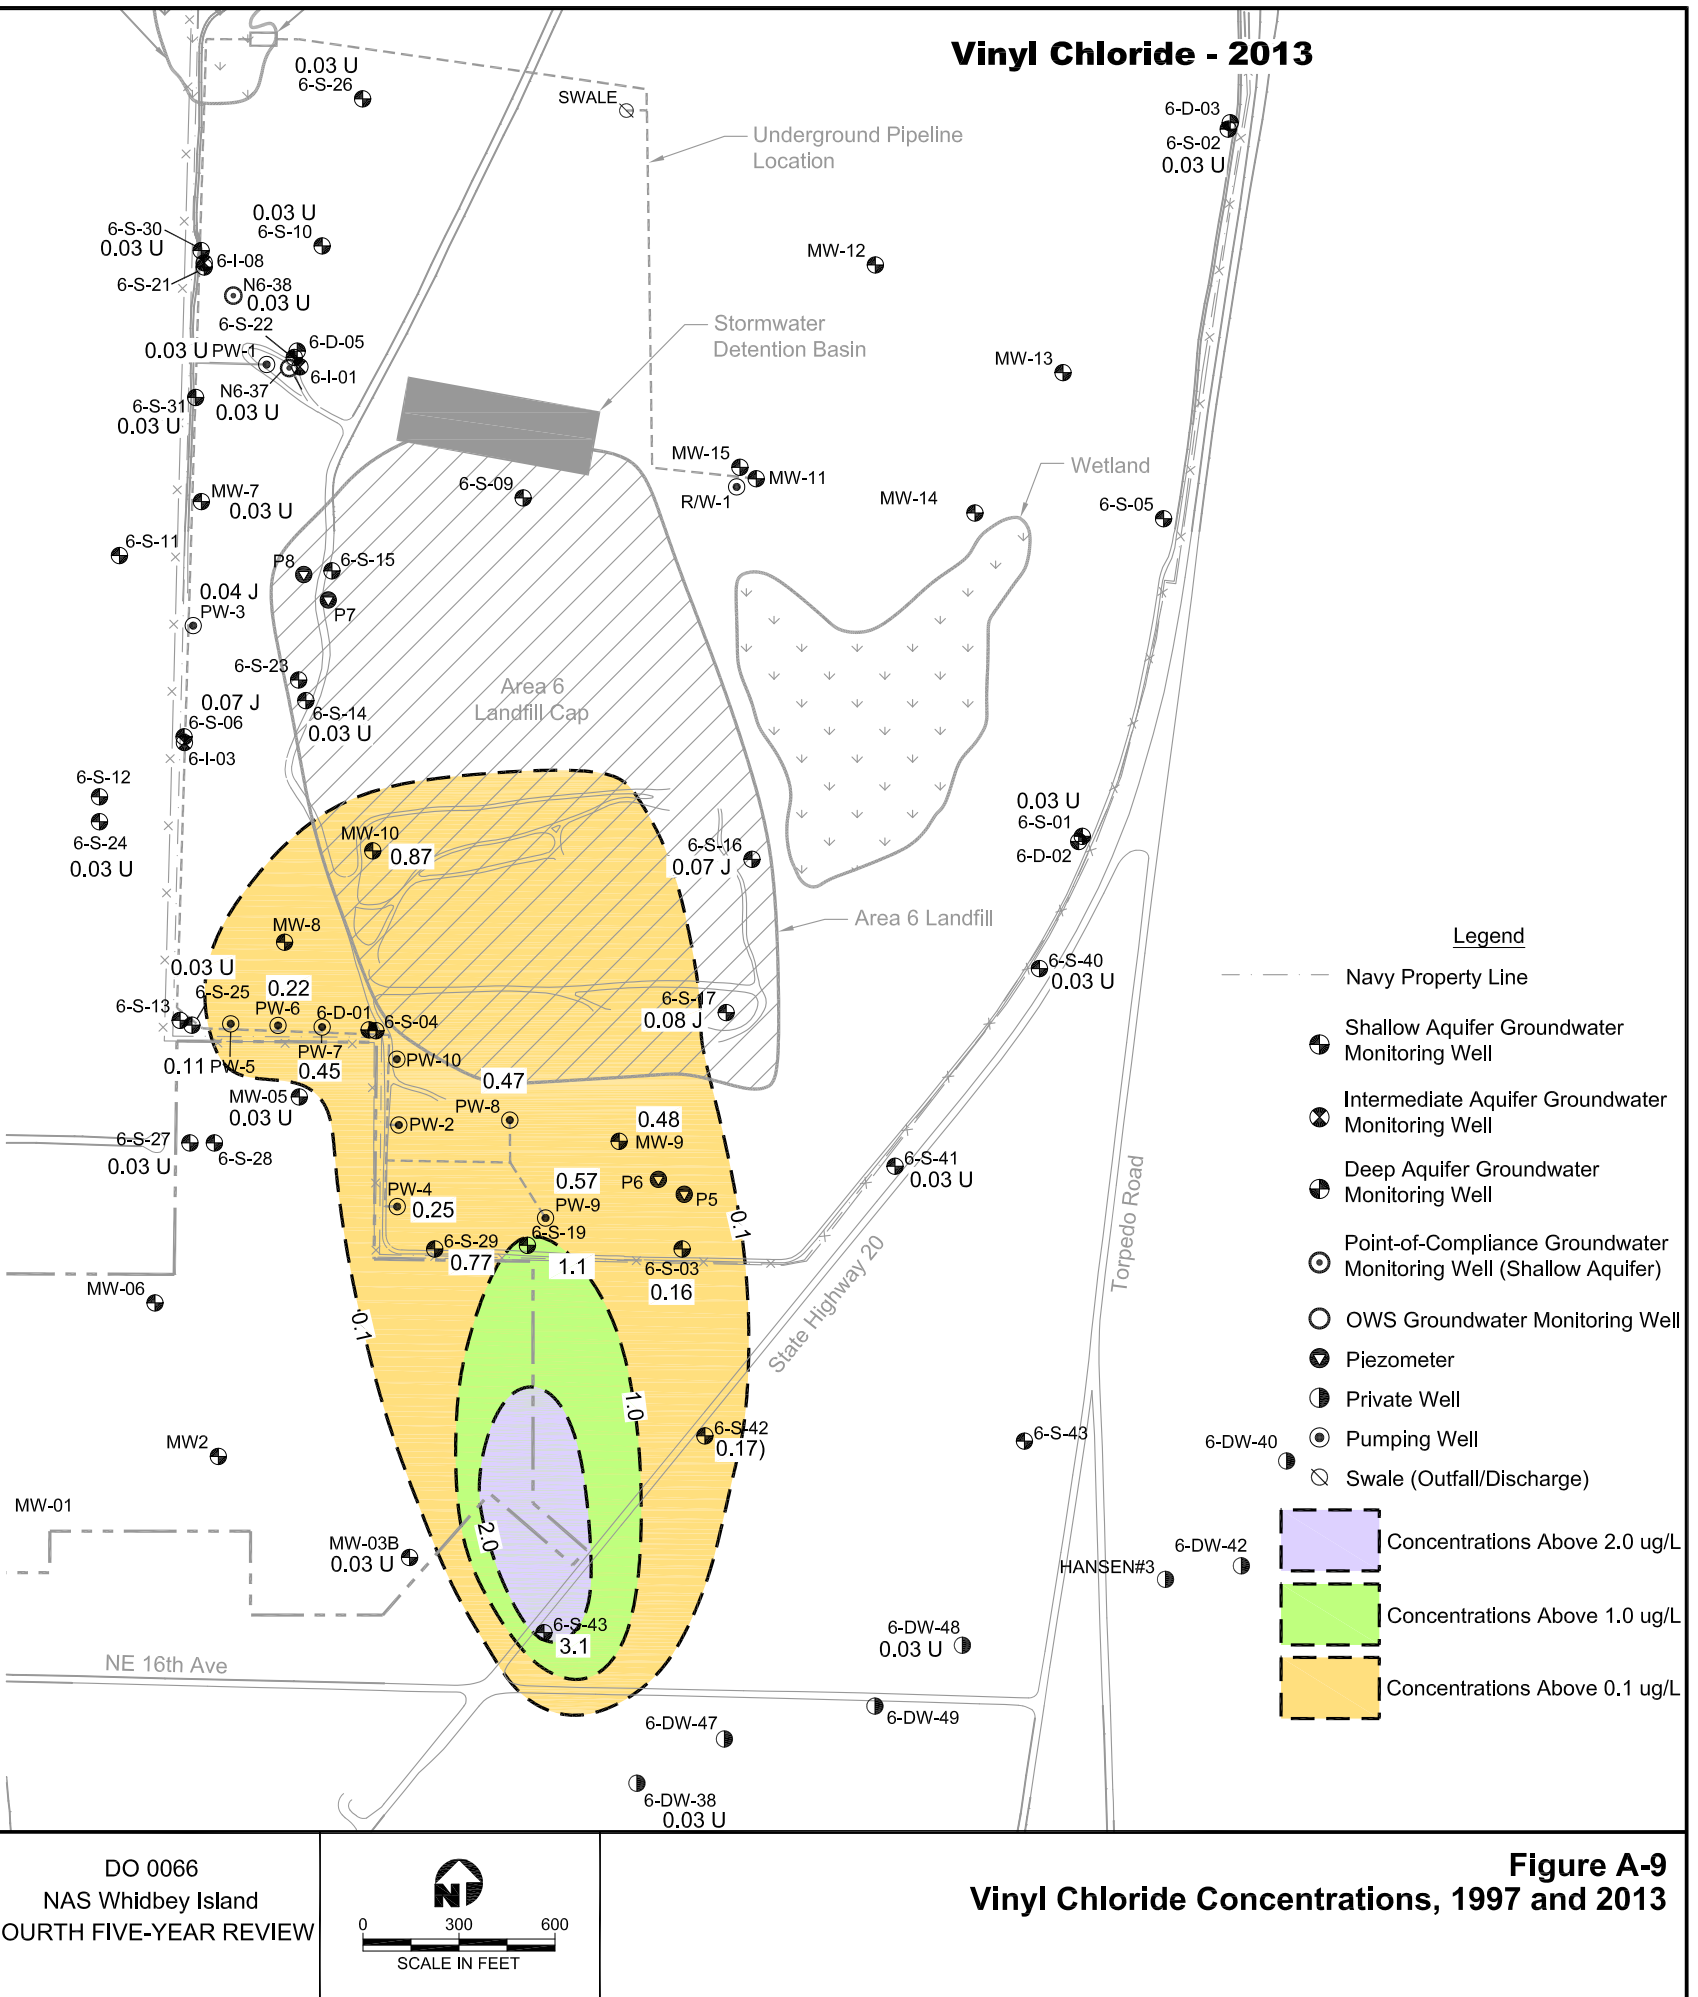 Vinyl Chloride - 2013
0.03 U
6-S-26
SWALE
6-D-03
6-S-02
0.03 U
Underground Pipeline
Location
0.03 U
6-S-10
6-S-30
0.03 U
6-I-08
6-S-21
N6-38
0.03 U
MW-12
6-S-22
6-D-05
0.03 U
PW-1
6-I-01
N6-37
0.03 U
6-S-31
0.03 U
Stormwater
Detention Basin
MW-13
MW-15
MW-11
R/W-1
Wetland
6-S-09
MW-14
6-S-05
MW-7
0.03 U
6-S-11
P8
6-S-15
P7
0.04 J
PW-3
6-S-23
0.07 J
6-S-06
6-I-03
6-S-14
0.03 U
Area 6
Landfill Cap
6-S-12
6-S-24
0.03 U
MW-10
0.87
6-S-16
0.07 J
0.03 U
6-S-01
6-D-02
Area 6 Landfill
MW-8
0.03 U
0.22
6-S-13
6-S-25
PW-6
6-D-01
6-S-04
6-S-17
0.08 J
6-S-40
0.03 U
0.11
PW-5
PW-7
0.45
PW-10
0.47
MW-05
0.03 U
PW-8
0.48
PW-2
MW-9
6-S-27
0.03 U
6-S-28
6-S-41
0.03 U
0.57
P6
P5
PW-4
0.25
PW-9
0.1
6-S-29
0.77
6-S-19
1.1
6-S-03
0.16
State Highway 20
Torpedo Road
MW-06
0.1
1.0
6-S-42
0.17)
6-S-43
6-DW-40
MW2
MW-01
2.0
MW-03B
0.03 U
HANSEN#3
6-DW-42
6-S-43
3.1
6-DW-48
0.03 U
NE 16th Ave
6-DW-49
6-DW-47
6-DW-38
0.03 U
Legend
Navy Property Line
Shallow Aquifer Groundwater
Monitoring Well
Intermediate Aquifer Groundwater
Monitoring Well
Deep Aquifer Groundwater
Monitoring Well
Point-of-Compliance Groundwater
Monitoring Well (Shallow Aquifer)
OWS Groundwater Monitoring Well
Piezometer
Private Well
Pumping Well
Swale (Outfall/Discharge)
Concentrations Above 2.0 ug/L
Concentrations Above 1.0 ug/L
Concentrations Above 0.1 ug/L
DO 0066
NAS Whidbey Island
OURTH FIVE-YEAR REVIEW
N
0 300 600
SCALE IN FEET
Figure A-9
Vinyl Chloride Concentrations, 1997 and 2013